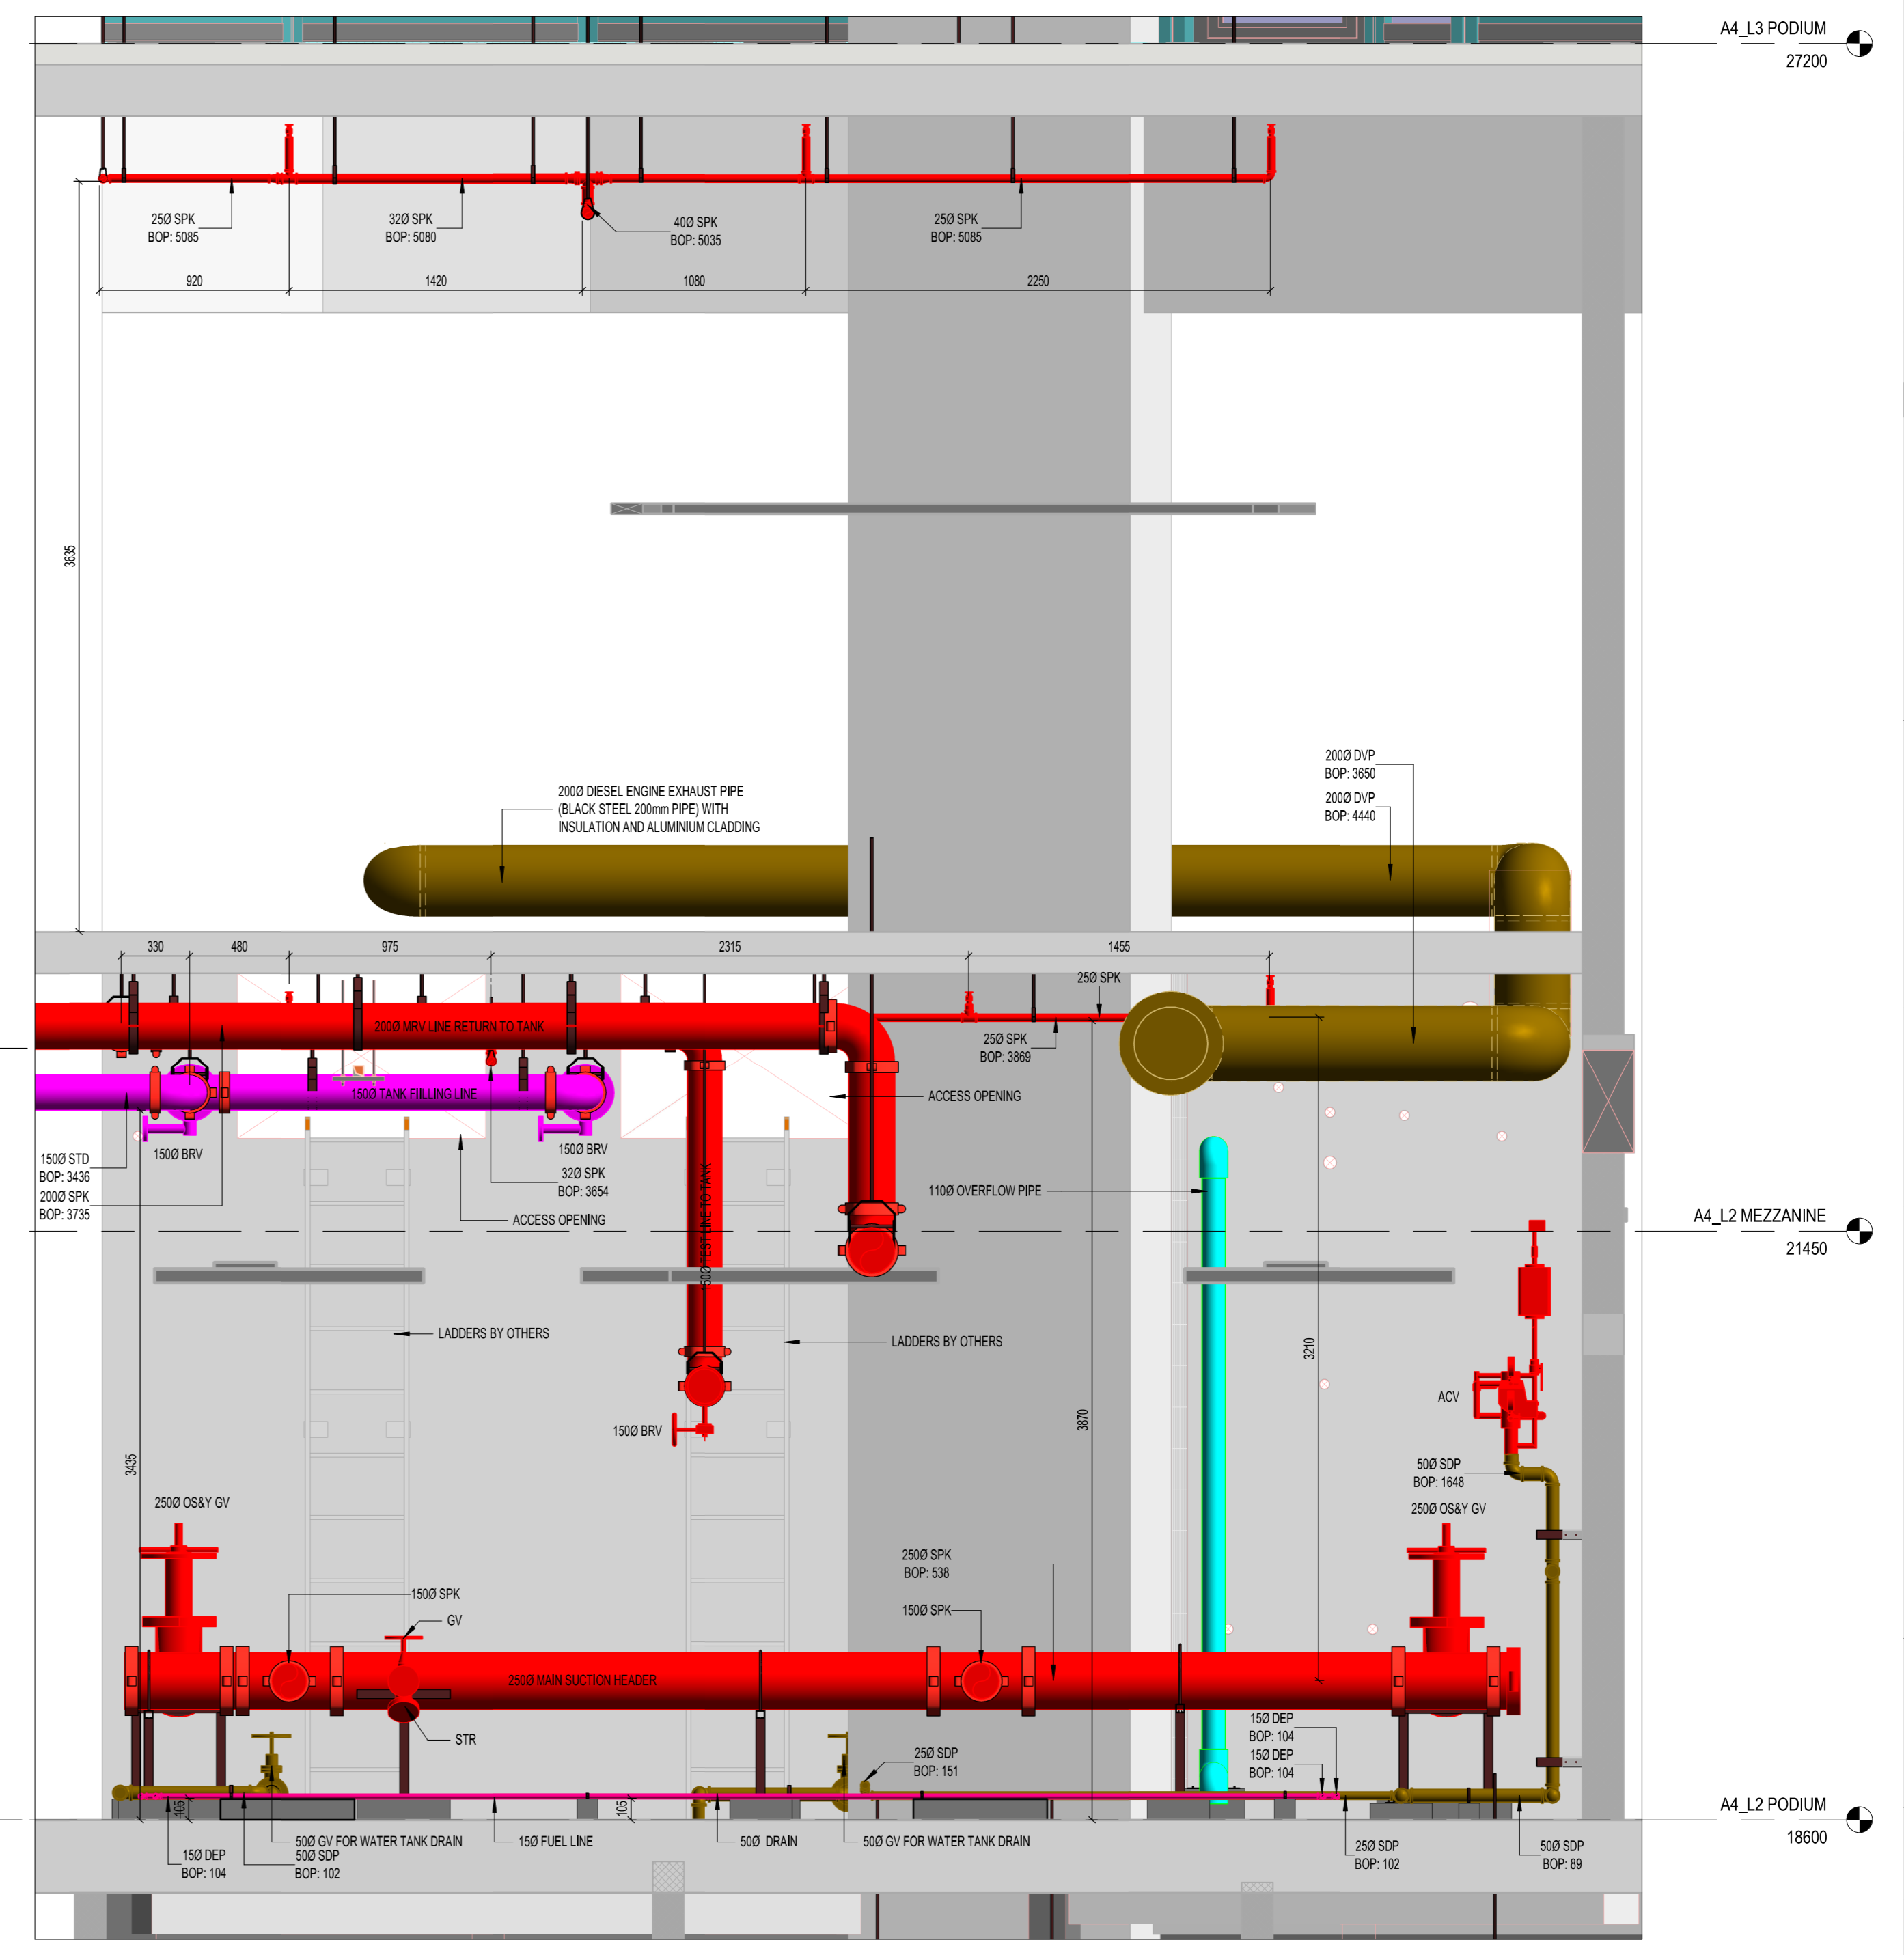 A4_L3 PODIUM
27200
25Ø SPK
BOP: 5085
32Ø SPK
BOP: 5080
40Ø SPK
BOP: 5035
25Ø SPK
BOP: 5085
920
1420
1080
2250
3635
200Ø DVP
BOP: 3650
200Ø DVP
BOP: 4440
200Ø DIESEL ENGINE EXHAUST PIPE
(BLACK STEEL 200mm PIPE) WITH
INSULATION AND ALUMINIUM CLADDING
330
480
975
2315
1455
25Ø SPK
200Ø MRV LINE RETURN TO TANK
25Ø SPK
BOP: 3869
150Ø TANK FIILLING LINE
ACCESS OPENING
150Ø BRV
150Ø BRV
150Ø STD
BOP: 3436
200Ø SPK
BOP: 3735
32Ø SPK
BOP: 3654
110Ø OVERFLOW PIPE
ACCESS OPENING
150Ø TEST LINE TO TANK
A4_L2 MEZZANINE
21450
LADDERS BY OTHERS
LADDERS BY OTHERS
3210
ACV
3870
150Ø BRV
3435
50Ø SDP
BOP: 1648
250Ø OS&Y GV
250Ø OS&Y GV
250Ø SPK
BOP: 538
150Ø SPK
150Ø SPK
GV
250Ø MAIN SUCTION HEADER
STR
15Ø DEP
BOP: 104
15Ø DEP
BOP: 104
25Ø SDP
BOP: 151
105
105
A4_L2 PODIUM
18600
50Ø GV FOR WATER TANK DRAIN
15Ø FUEL LINE
50Ø  DRAIN
50Ø GV FOR WATER TANK DRAIN
15Ø DEP
BOP: 104
50Ø SDP
BOP: 102
25Ø SDP
BOP: 102
50Ø SDP
BOP: 89